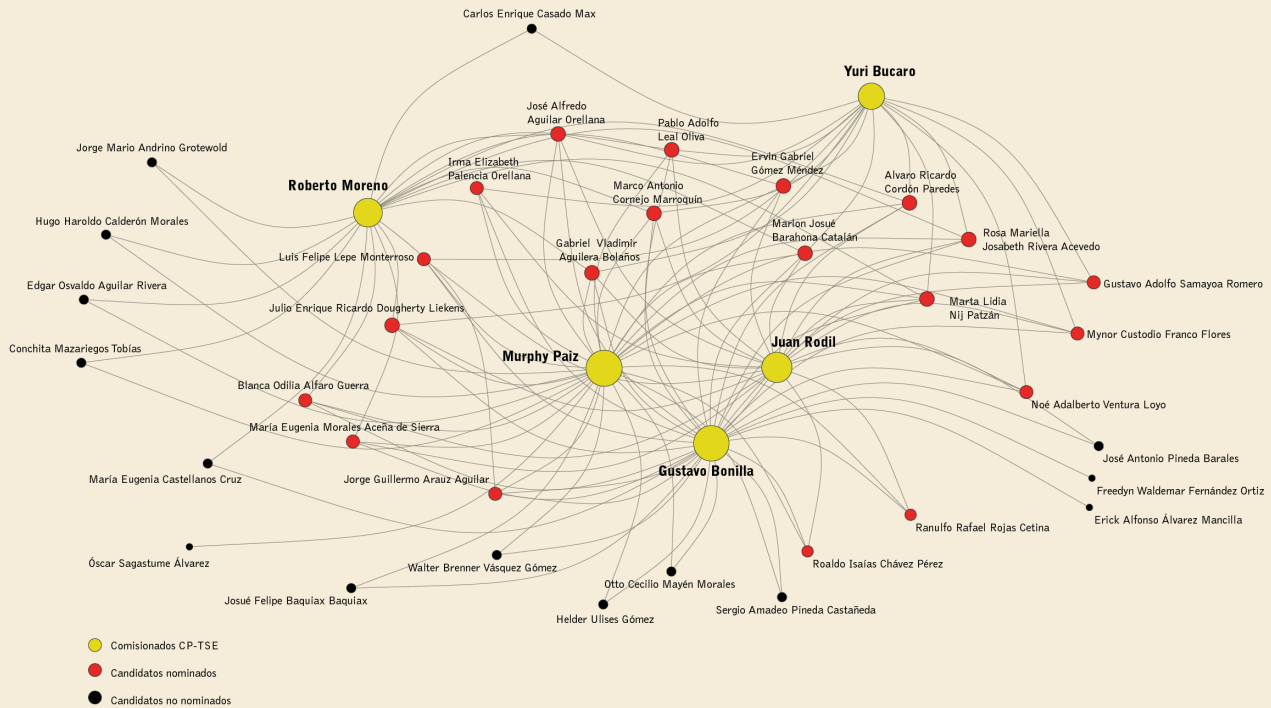 Carlos Enrique Casado Max
Yuri Bucaro
José Alfredo
Aguilar Orellana
Pablo Adolfo
Leal Oliva
Jorge Mario Andrino Grotewold
Irma Elizabeth
Palencia Orellana
Ervin Gabriel
Gómez Méndez
Roberto Moreno
Marco Antonio
Cornejo Marroquín
Alvaro Ricardo
Cordón Paredes
Hugo Haroldo Calderón Morales
Marlon Josué
Barahona Catalán
Rosa Mariella
Josabeth Rivera Acevedo
Gabriel Vladimir
Aguilera Bolaños
Luis Felipe Lepe Monterroso
Edgar Osvaldo Aguilar Rivera
Gustavo Adolfo Samayoa Romero
Julio Enrique Ricardo Dougherty Liekens
Marta Lidia
Nij Patzán
Mynor Custodio Franco Flores
Conchita Mazariegos Tobías
Murphy Paiz
Juan Rodil
Blanca Odilia Alfaro Guerra
Noé Adalberto Ventura Loyo
María Eugenia Morales Aceña de Sierra
José Antonio Pineda Barales
Gustavo Bonilla
María Eugenia Castellanos Cruz
Jorge Guillermo Arauz Aguilar
Freedyn Waldemar Fernández Ortiz
Erick Alfonso Álvarez Mancilla
Ranulfo Rafael Rojas Cetina
Óscar Sagastume Álvarez
Walter Brenner Vásquez Gómez
Roaldo Isaías Chávez Pérez
Otto Cecilio Mayén Morales
Josué Felipe Baquiax Baquiax
Sergio Amadeo Pineda Castañeda
Helder Ulises Gómez
Comisionados CP-TSE
Candidatos nominados
Candidatos no nominados